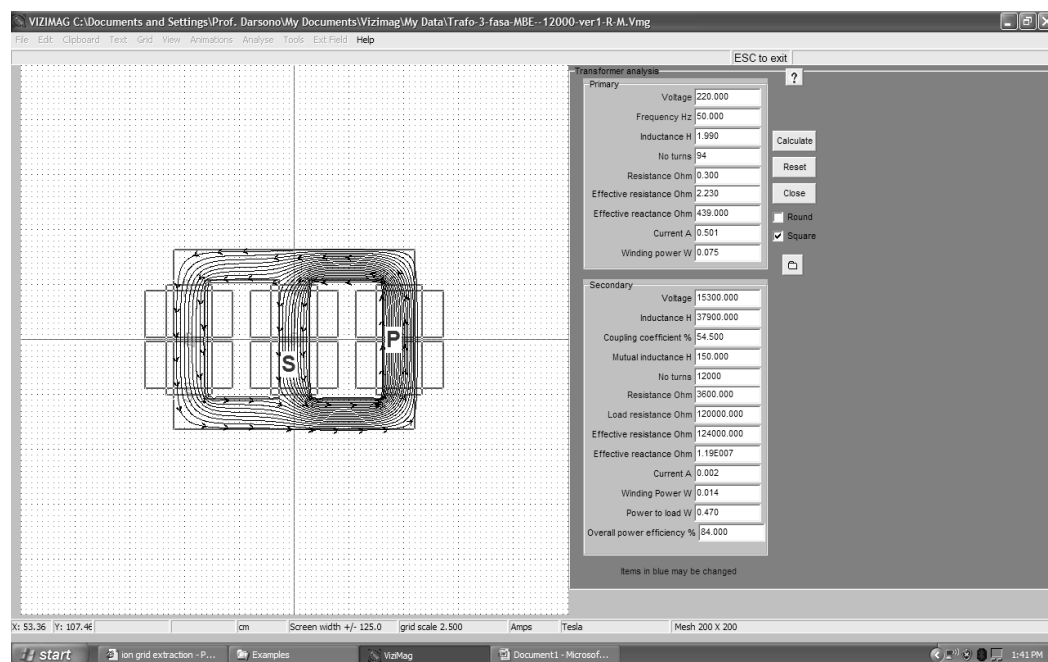 VIZIMAG C:\Documents and Settings\Prof. Darsono\My Documents\Vizimag\My Data\Trafo-3-fasa-MBE--12000-ver1-R-M.Vmg
File Edit Clipboard Text Grid View Animations Analyse Tools Ext Field Help
ESC to exit
Transformer analysis
?
Primary
Voltage 220.000
Frequency Hz 50.000
Inductance H 1.990
No turns 94
Resistance Ohm 0.300
Effective resistance Ohm 2.230
Effective reactance Ohm 439.000
Current A 0.501
Winding power W 0.075
Calculate
Reset
Close
Round
Square
Secondary
Voltage 15300.000
Inductance H 37900.000
Coupling coefficient % 54.500
Mutual inductance H 150.000
No turns 12000
Resistance Ohm 3600.000
Load resistance Ohm 120000.000
Effective resistance Ohm 124000.000
Effective reactance Ohm 1.19E007
Current A 0.002
Winding Power W 0.014
Power to load W 0.470
Overall power efficiency % 84.000
Items in blue may be changed
P
S
X: 53.36 Y: 107.46 cm Screen width +/- 125.0 grid scale 2.500 Amps Tesla Mesh 200 X 200
start ion grid extraction - P... Examples VizMag Document1 - Microsof... 1:41 PM